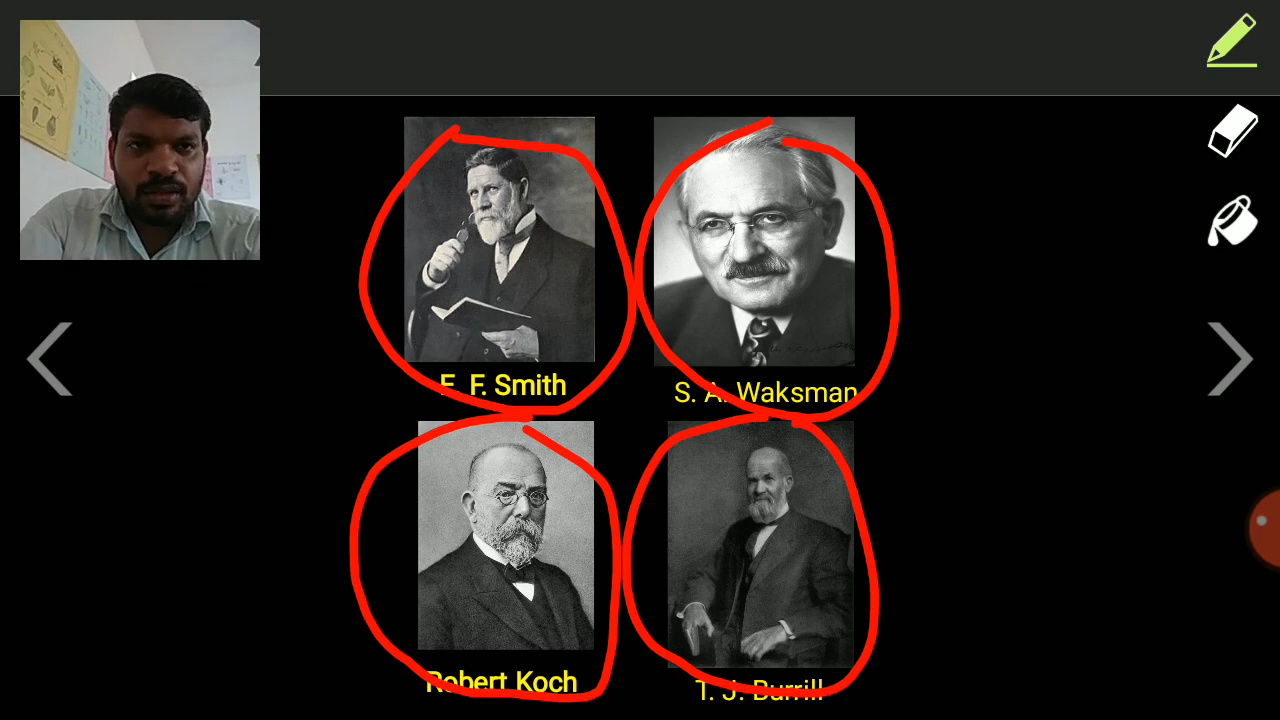 E. F. Smith
S. A. Waksman
Robert Koch
T. J. Burrill